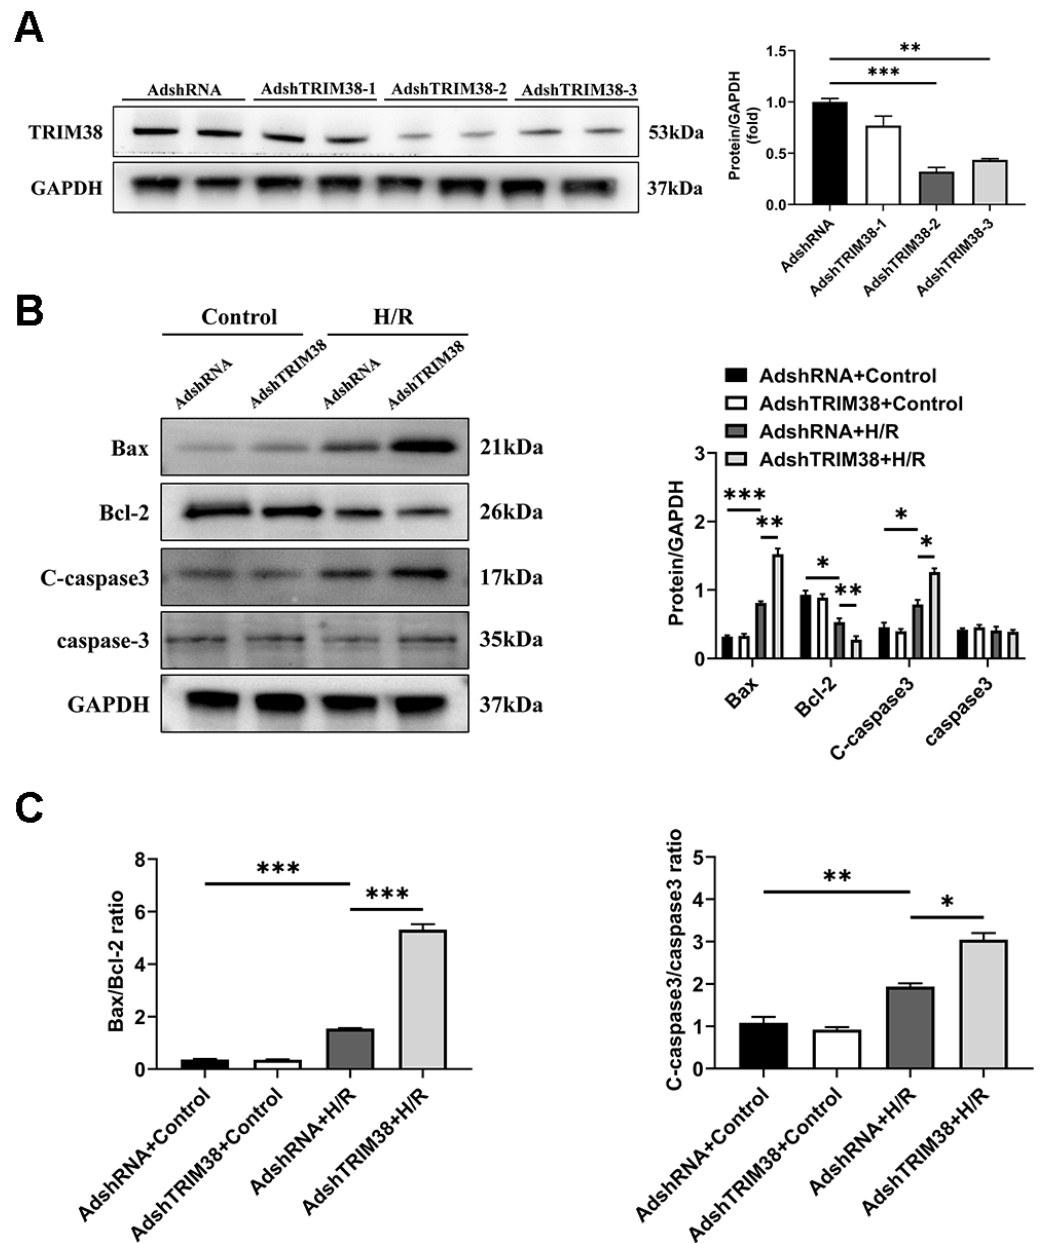 A
AdshRNA AdshTRIM38-1 AdshTRIM38-2 AdshTRIM38-3
TRIM38 53kDa
GAPDH 37kDa
Protein/GAPDH
(fold)
1.5
1.0
0.5
0.0
**
***
AdshRNA
AdshTRIM38-1
AdshTRIM38-2
AdshTRIM38-3
B
Control H/R
AdshRNA AdshTRIM38 AdshRNA AdshTRIM38
Bax 21kDa
Bcl-2 26kDa
C-caspase3 17kDa
caspase-3 35kDa
GAPDH 37kDa
AdshRNA+Control
AdshTRIM38+Control
AdshRNA+H/R
AdshTRIM38+H/R
Protein/GAPDH
3
2
1
0
***
**
*
**
*
*
Bax
Bcl-2
C-caspase3
caspase3
C
Bax/Bcl-2 ratio
8
6
4
2
0
***
***
AdshRNA+Control
AdshTRIM38+Control
AdshRNA+H/R
AdshTRIM38+H/R
C-caspase3/caspase3 ratio
5
4
3
2
1
0
**
*
AdshRNA+Control
AdshTRIM38+Control
AdshRNA+H/R
AdshTRIM38+H/R